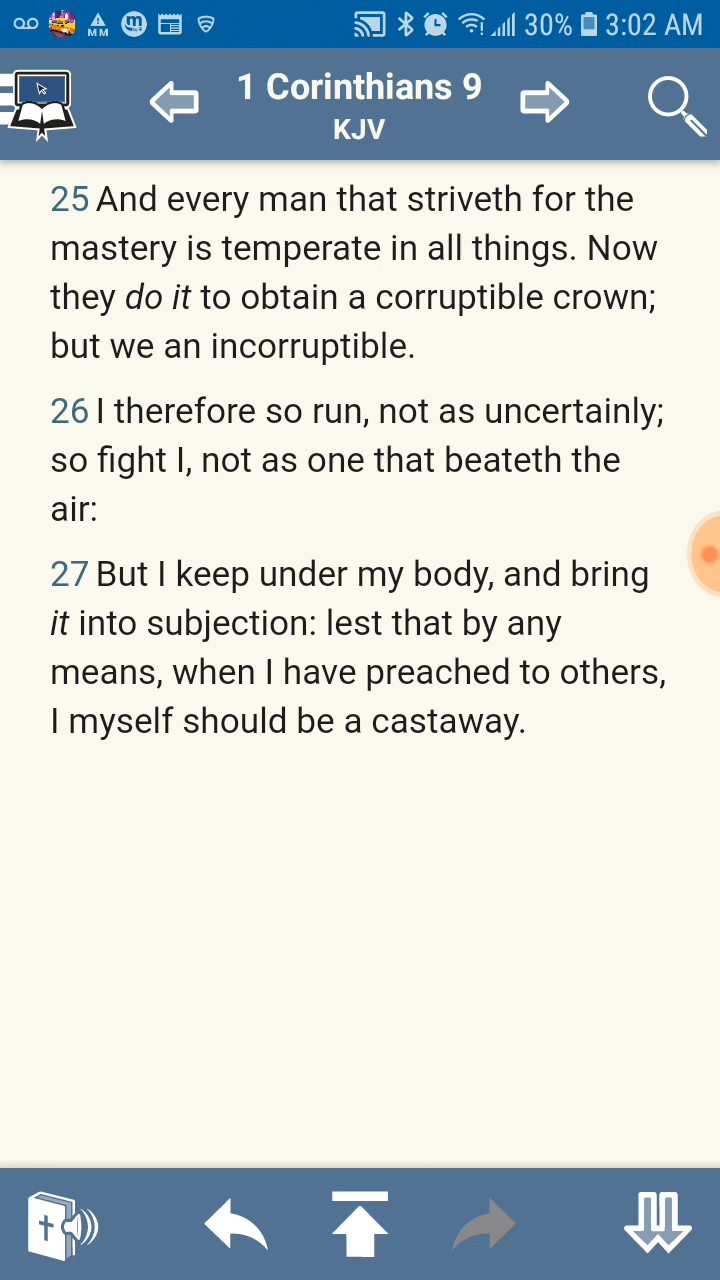 MM
30% 3:02 AM
1 Corinthians 9
KJV
25 And every man that striveth for the
mastery is temperate in all things. Now
they do it to obtain a corruptible crown;
but we an incorruptible.
26 I therefore so run, not as uncertainly;
so fight I, not as one that beateth the
air:
27 But I keep under my body, and bring
it into subjection: lest that by any
means, when I have preached to others,
I myself should be a castaway.